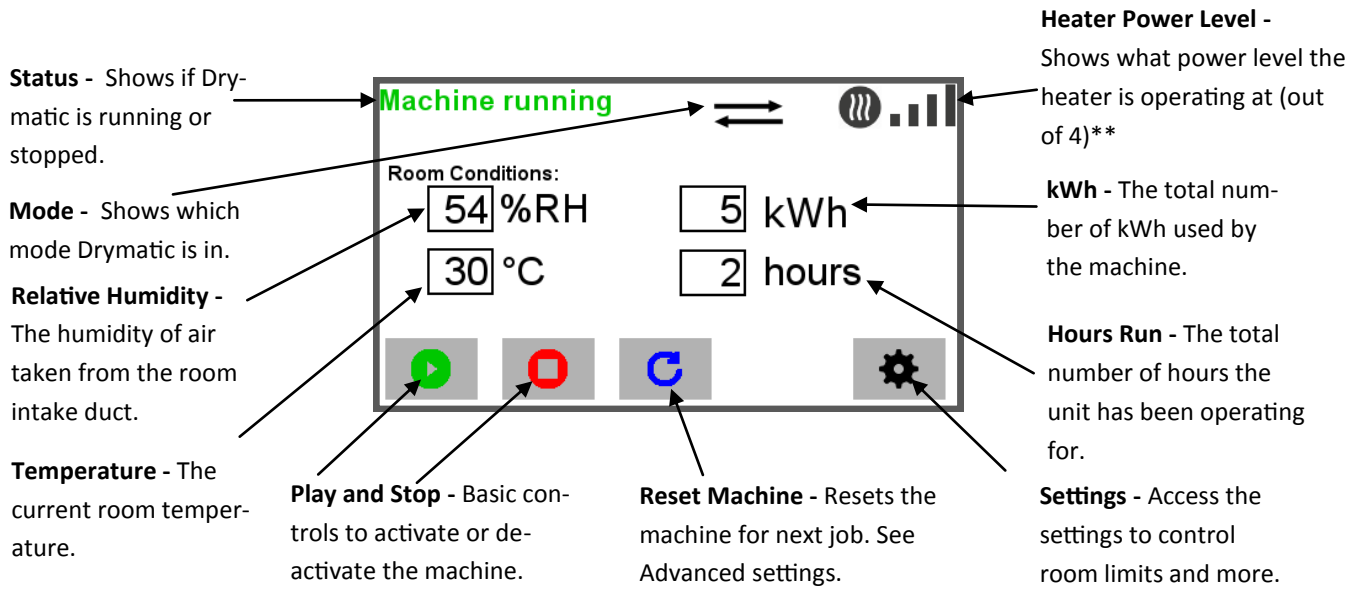 Heater Power Level -
Shows what power level the
heater is operating at (out
of 4)**
Status - Shows if Dry-
matic is running or
stopped.
Mode - Shows which
mode Drymatic is in.
Relative Humidity -
The humidity of air
taken from the room
intake duct.
Temperature - The
current room temper-
ature.
Machine running
Room Conditions:
54 %RH
5 kWh
30 °C
2 hours
kWh - The total num-
ber of kWh used by
the machine.
Hours Run - The total
number of hours the
unit has been operating
for.
Play and Stop - Basic con-
trols to activate or de-
activate the machine.
Reset Machine - Resets the
machine for next job. See
Advanced settings.
Settings - Access the
settings to control
room limits and more.